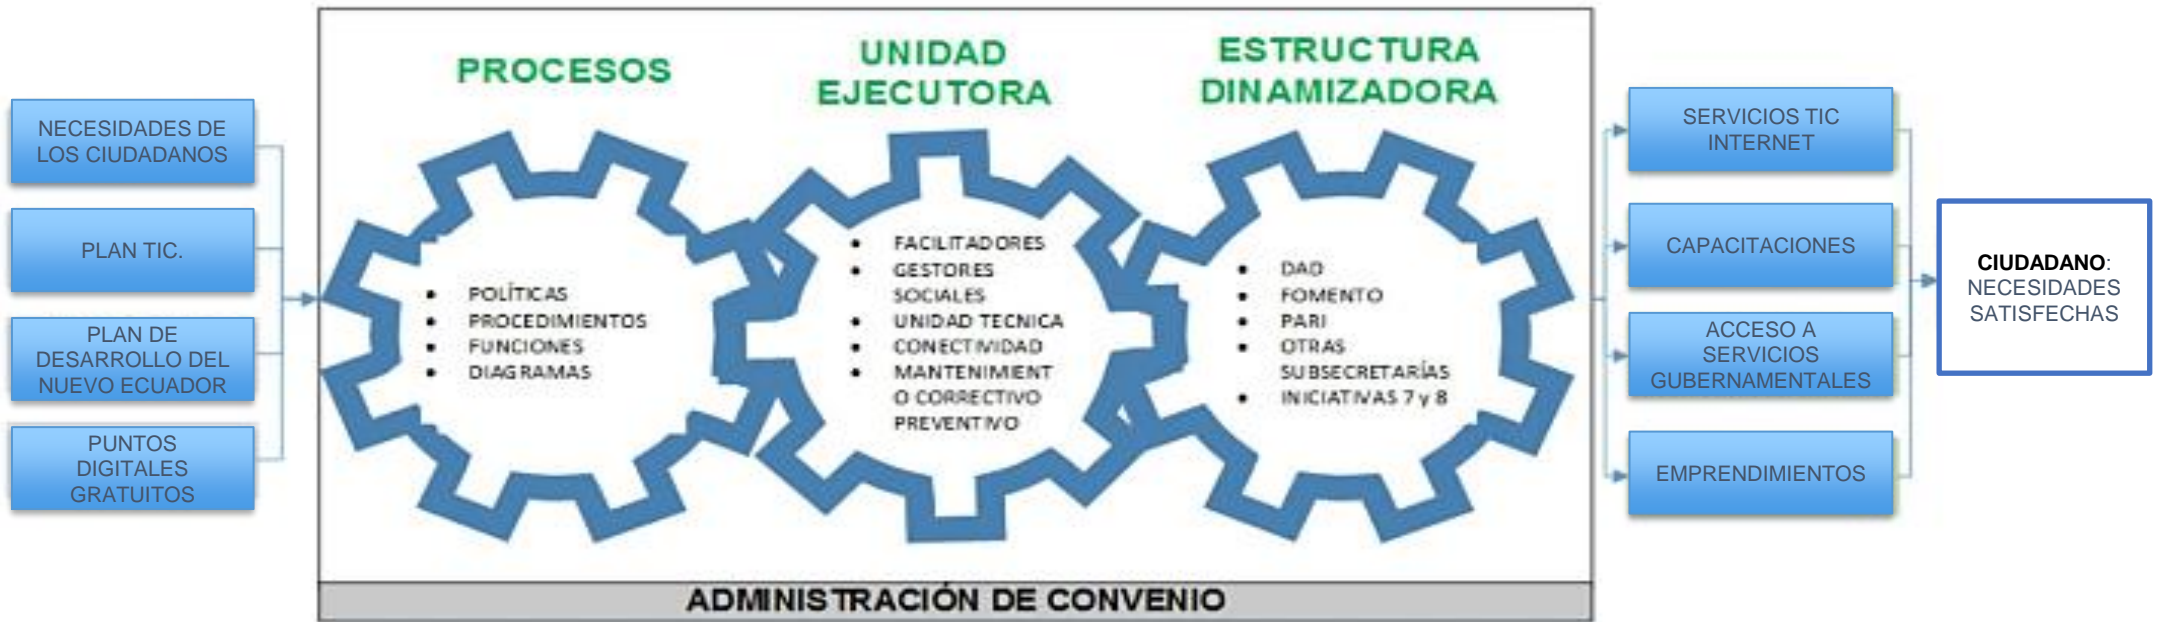 NECESIDADES DE
LOS CIUDADANOS
PLAN TIC.
PLAN DE
DESARROLLO DEL
NUEVO ECUADOR
PUNTOS
DIGITALES
GRATUITOS
PROCESOS
• POLÍTICAS
• PROCEDIMIENTOS
• FUNCIONES
• DIAGRAMAS
UNIDAD
EJECUTORA
• FACILITADORES
• GESTORES
SOCIALES
• UNIDAD TECNICA
• CONECTIVIDAD
• MANTENIMIENT
O CORRECTIVO
PREVENTIVO
ESTRUCTURA
DINAMIZADORA
• DAD
• FOMENTO
• PARI
• OTRAS
SUBSECRETARÍAS
• INICIATIVAS 7 y 8
ADMINISTRACIÓN DE CONVENIO
SERVICIOS TIC
INTERNET
CAPACITACIONES
ACCESO A
SERVICIOS
GUBERNAMENTALES
EMPRENDIMIENTOS
CIUDADANO:
NECESIDADES
SATISFECHAS